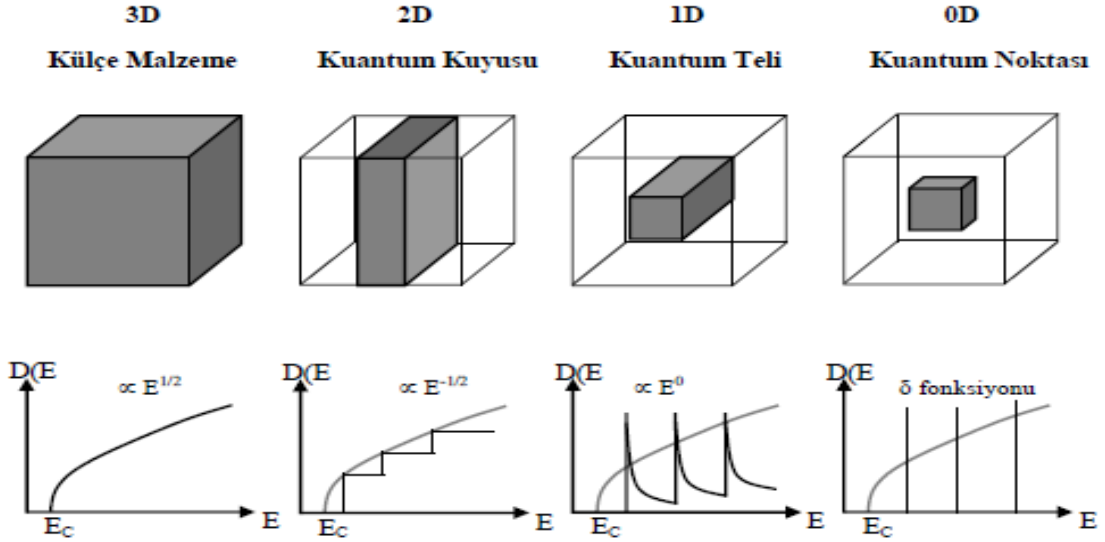 3D 2D 1D 0D
Külçe Malzeme Kuantum Kuyusu Kuantum Teli Kuantum Noktası
D(E ∝ E^1/2 D(E ∝ E^-1/2 D(E ∝ E^0 D(E δ fonksiyonu
E_C E E_C E E_C E E_C E